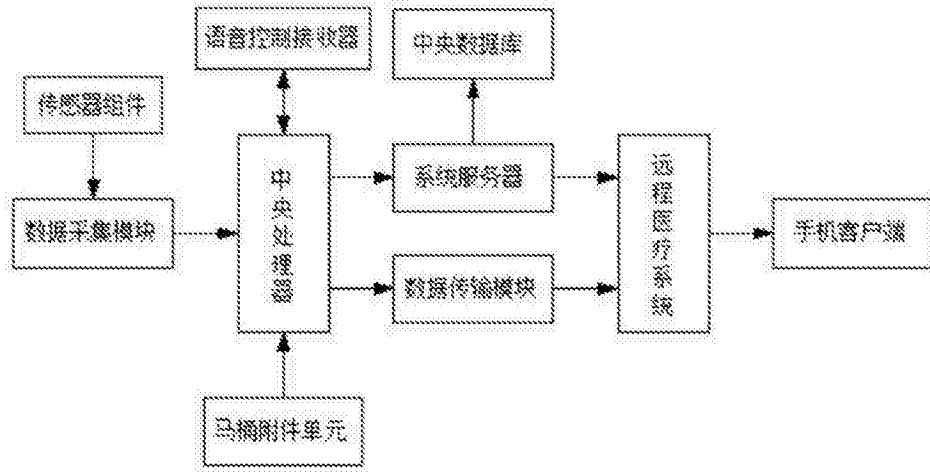 语音控制接收器
中央数据库
传感器组件
中央处理器
系统服务器
远程医疗系统
数据采集模块
手机客户端
数据传输模块
马桶附件单元